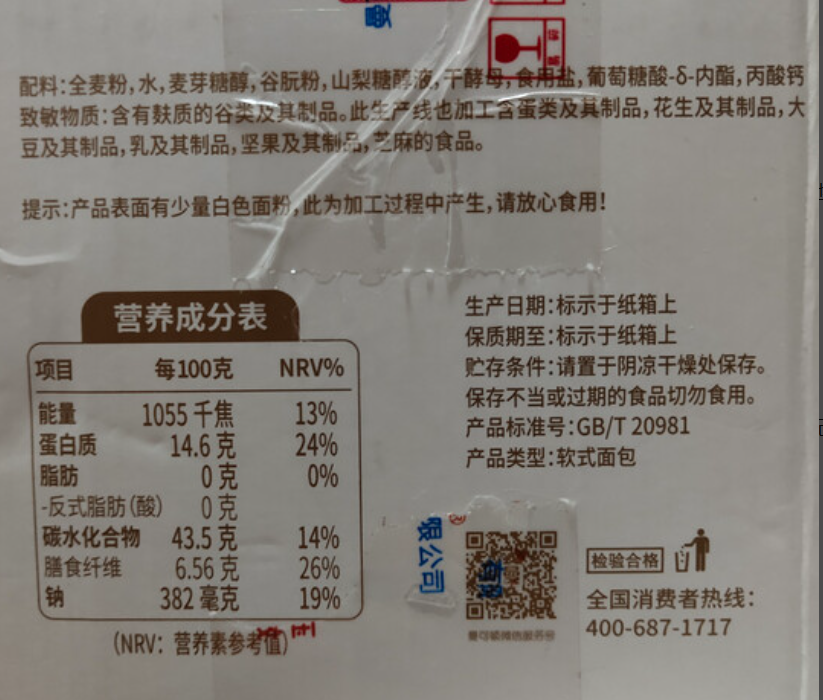 配料:全麦粉,水,麦芽糖醇,谷朊粉,山梨糖醇液,干酵母,食用盐,葡萄糖酸-δ-内酯,丙酸钙
致敏物质:含有麸质的谷类及其制品。此生产线也加工含蛋类及其制品,花生及其制品,大
豆及其制品,乳及其制品,坚果及其制品,芝麻的食品。
提示:产品表面有少量白色面粉,此为加工过程中产生,请放心食用!
营养成分表
项目 每100克 NRV%
能量 1055 千焦 13%
蛋白质 14.6 克 24%
脂肪 0 克 0%
-反式脂肪(酸) 0 克
碳水化合物 43.5 克 14%
膳食纤维 6.56 克 26%
钠 382 毫克 19%
(NRV: 营养素参考值)
生产日期:标示于纸箱上
保质期至:标示于纸箱上
贮存条件:请置于阴凉干燥处保存。
保存不当或过期的食品切勿食用。
产品标准号:GB/T 20981
产品类型:软式面包
限公司
检验合格
全国消费者热线:
400-687-1717